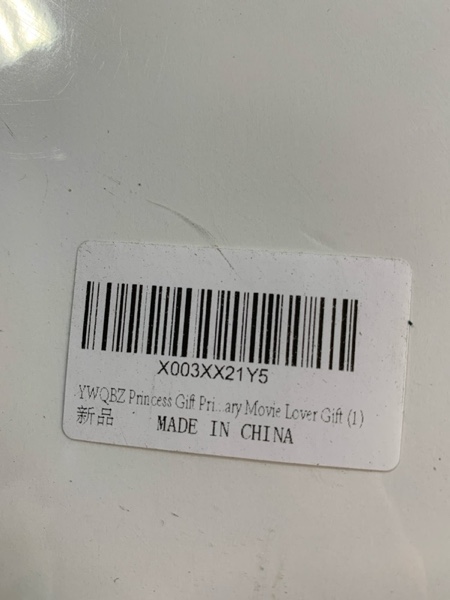 X003XX21Y5
YWQBZ Princess Gift Pri...ary Movie Lover Gift (1)
新品 MADE IN CHINA